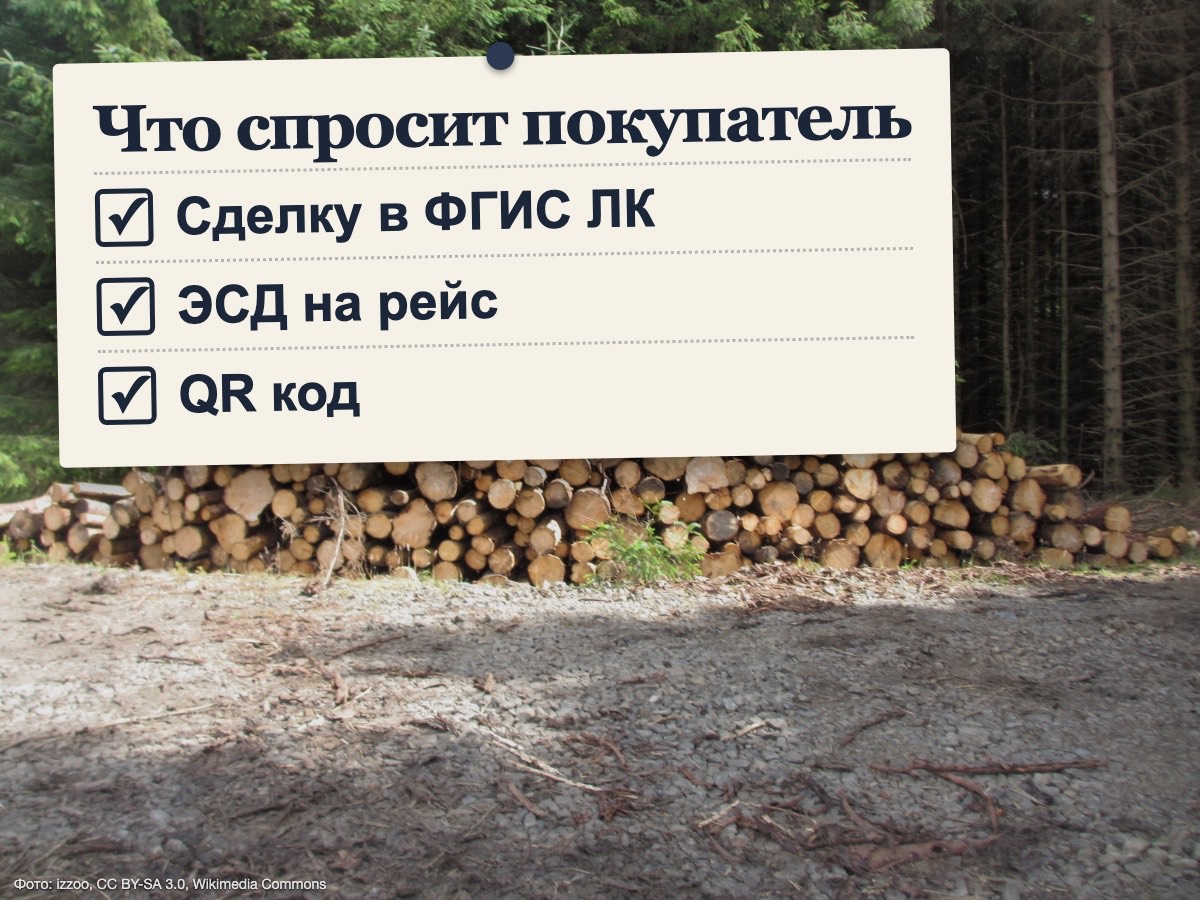 Что спросит покупатель
Сделку в ФГИС ЛК
ЭСД на рейс
QR код
Фото: izzoo, CC BY-SA 3.0, Wikimedia Commons